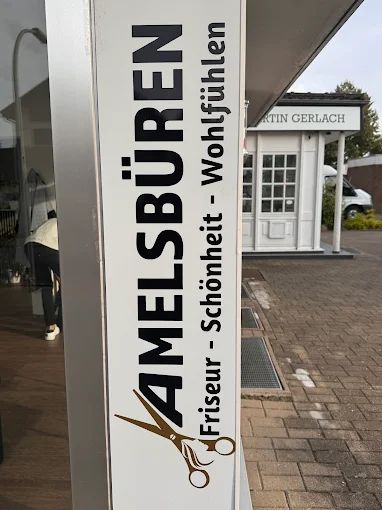 AMELSBÜREN
Friseur - Schönheit - Wohlfühlen
RTIN GERLACH